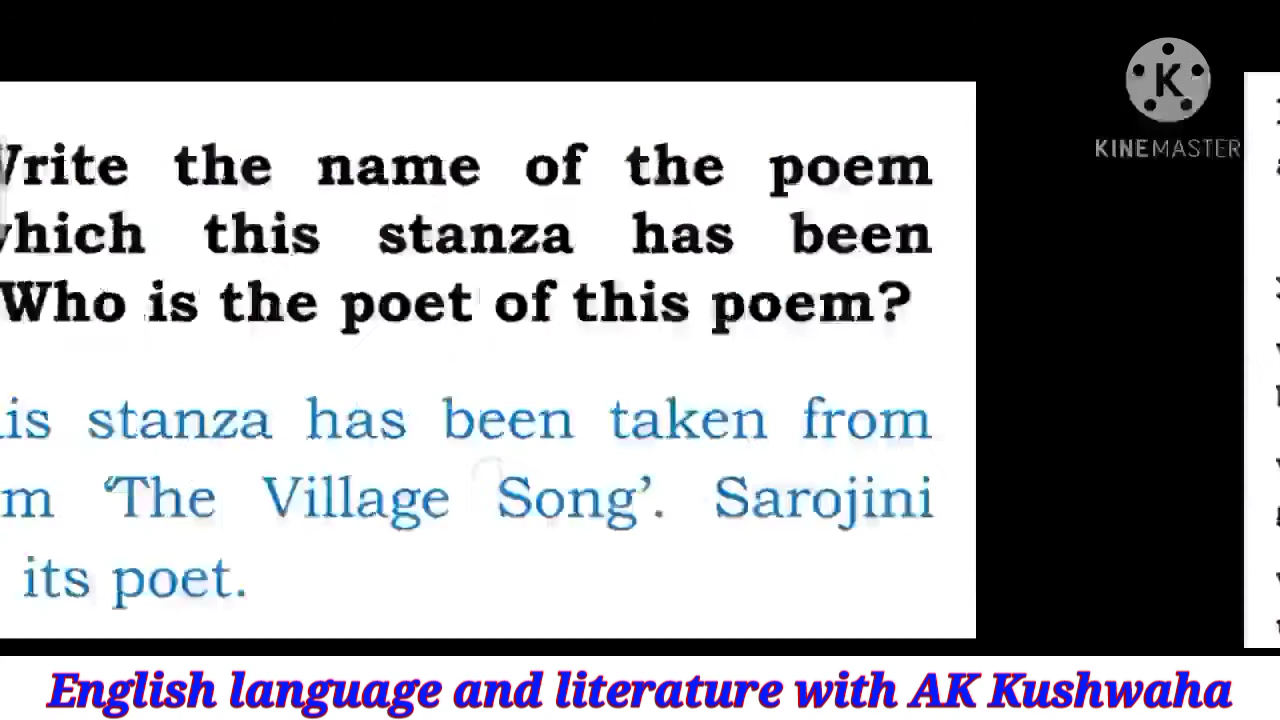 Write the name of the poem
which this stanza has been
Who is the poet of this poem?
is stanza has been taken from
m 'The Village Song'. Sarojini
its poet.
KINEMASTER
English language and literature with AK Kushwaha